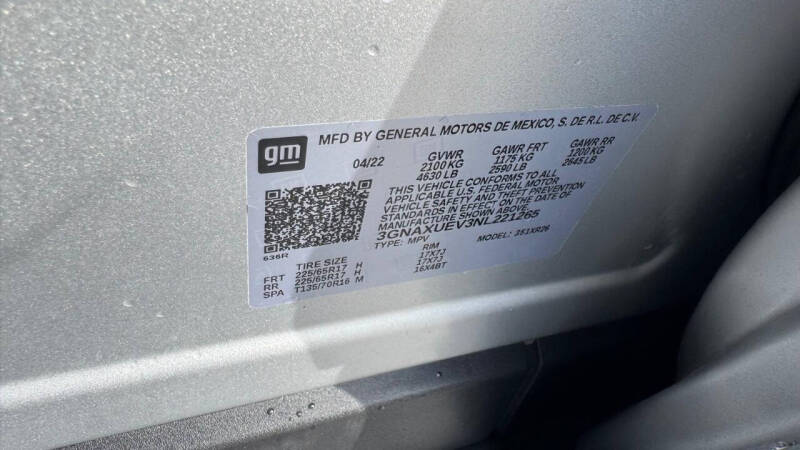 gm
MFD BY GENERAL MOTORS DE MEXICO, S. DE R.L. DE C.V.
04/22 GVWR GAWR FRT GAWR RR
2100 KG 1175 KG 1200 KG
4630 LB 2590 LB 2645 LB
THIS VEHICLE CONFORMS TO ALL
APPLICABLE U.S. FEDERAL MOTOR
VEHICLE SAFETY AND THEFT PREVENTION
STANDARDS IN EFFECT ON THE DATE OF
MANUFACTURE SHOWN ABOVE.
3GNAXUEV3NL221265
TYPE: MPV MODEL: 351XR26
636R
TIRE SIZE RIM
FRT 225/65R17 H 17X7J
RR 225/65R17 H 17X7J
SPA T135/70R16 M 16X4BT